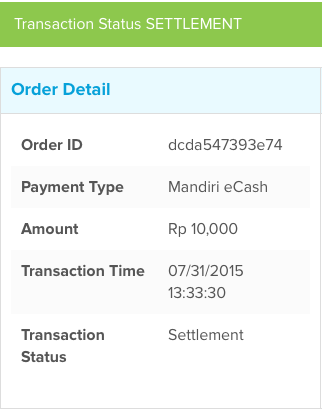 Transaction Status SETTLEMENT
Order Detail
Order ID dcda547393e74
Payment Type Mandiri eCash
Amount Rp 10,000
Transaction Time 07/31/2015
13:33:30
Transaction Settlement
Status